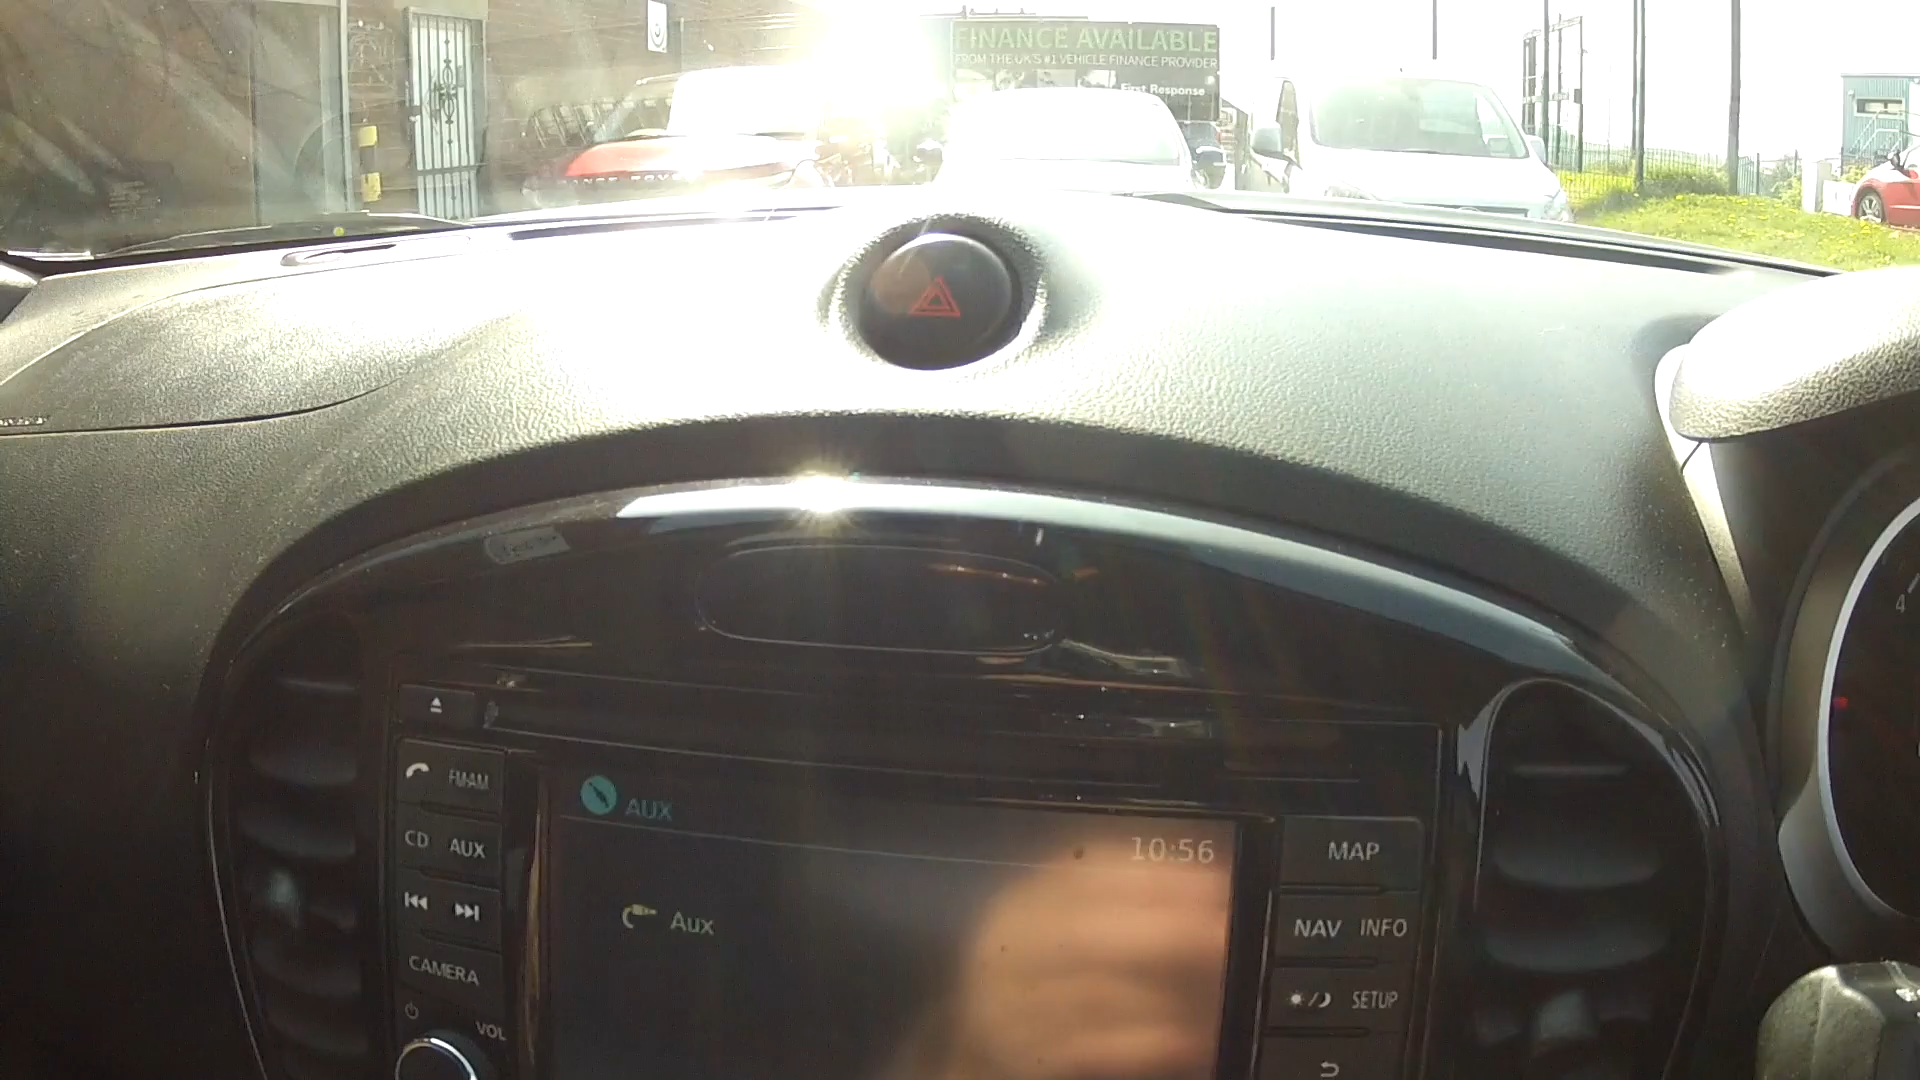 FINANCE AVAILABLE
FROM THE UK'S #1 VEHICLE FINANCE PROVIDER
First Response
4
FM·AM
CD AUX
CAMERA
VOL
AUX
10:56
Aux
MAP
NAV INFO
SETUP